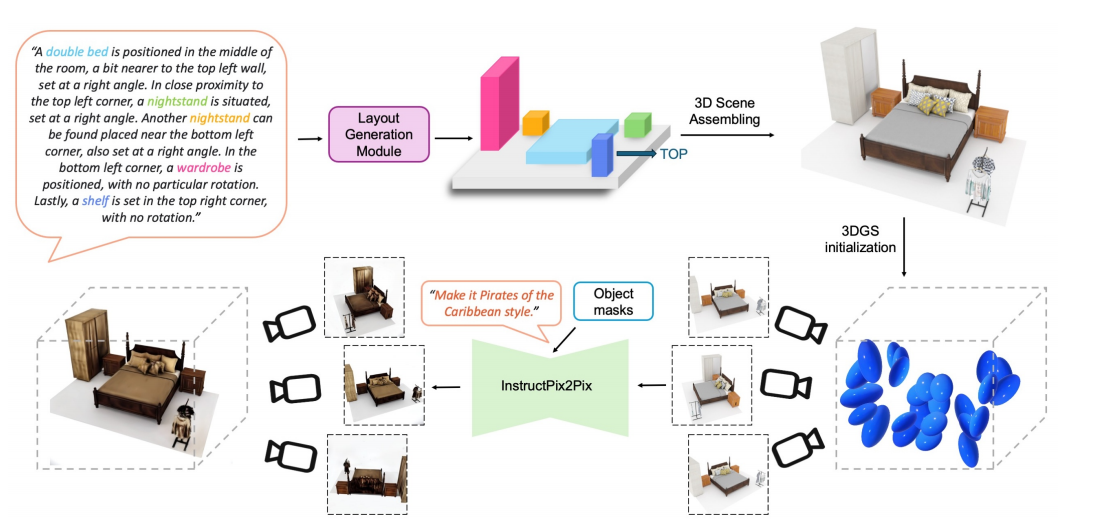 “A double bed is positioned in the middle of
the room, a bit nearer to the top left wall,
set at a right angle. In close proximity to
the top left corner, a nightstand is situated,
set at a right angle. Another nightstand can
be found placed near the bottom left
corner, also set at a right angle. In the
bottom left corner, a wardrobe is
positioned, with no particular rotation.
Lastly, a shelf is set in the top right corner,
with no rotation.”
Layout
Generation
Module
TOP
3D Scene
Assembling
3DGS
initialization
“Make it Pirates of the
Caribbean style.”
Object
masks
InstructPix2Pix